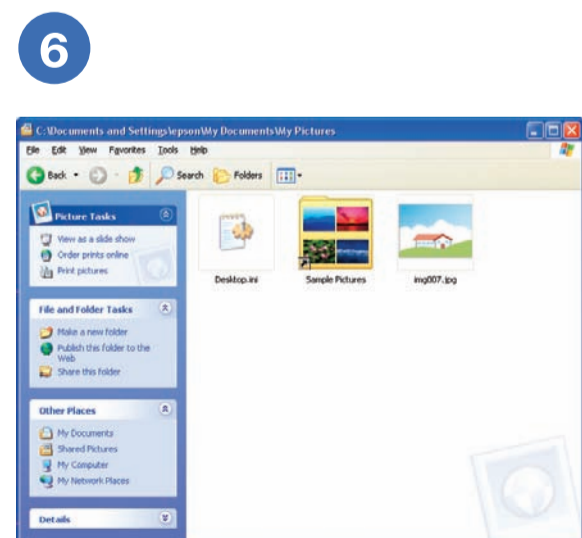 6
C:\Documents and Settings\epson\My Documents\My Pictures
File Edit View Favorites Tools Help
Back Search Folders
Picture Tasks
View as a slide show
Order prints online
Print pictures
File and Folder Tasks
Make a new folder
Publish this folder to the
Web
Share this folder
Other Places
My Documents
Shared Pictures
My Computer
My Network Places
Details
Desktop.ini
Sample Pictures
img007.jpg